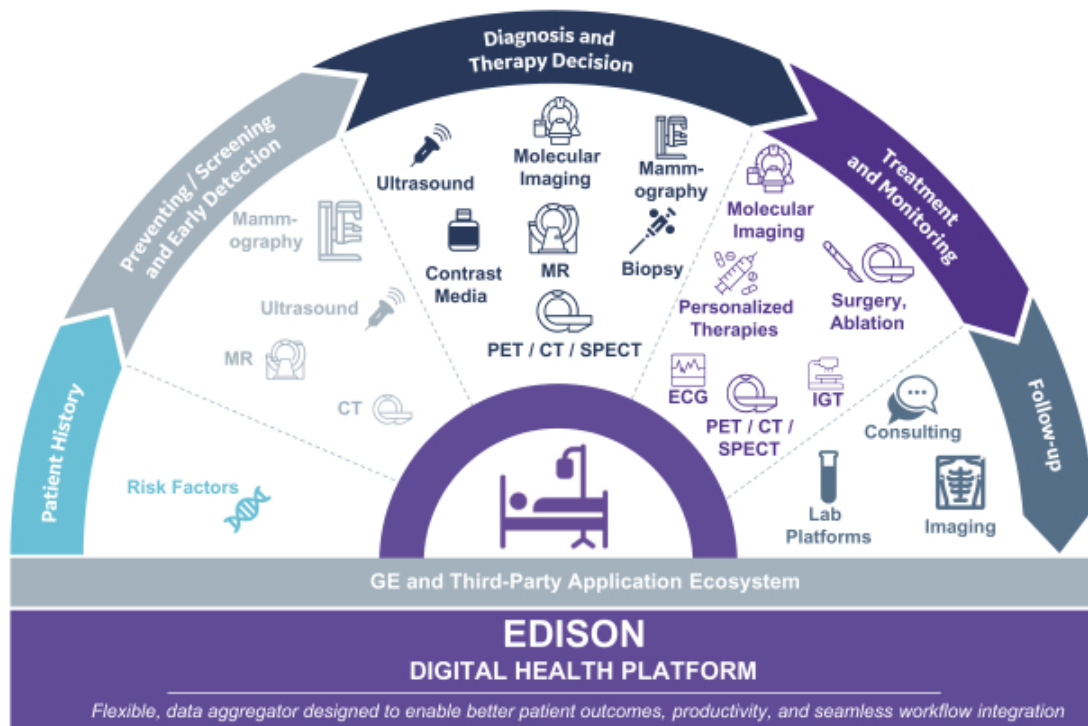 Patient History
Risk Factors
Preventing / Screening
and Early Detection
Mamm-
ography
Ultrasound
MR
CT
Diagnosis and
Therapy Decision
Ultrasound
Molecular
Imaging
Mamm-
ography
Contrast
Media
MR
Biopsy
PET / CT / SPECT
Treatment
and Monitoring
Molecular
Imaging
Personalized
Therapies
Surgery,
Ablation
ECG
PET / CT /
SPECT
IGT
Follow-up
Consulting
Lab
Platforms
Imaging
GE and Third-Party Application Ecosystem
EDISON
DIGITAL HEALTH PLATFORM
Flexible, data aggregator designed to enable better patient outcomes, productivity, and seamless workflow integration